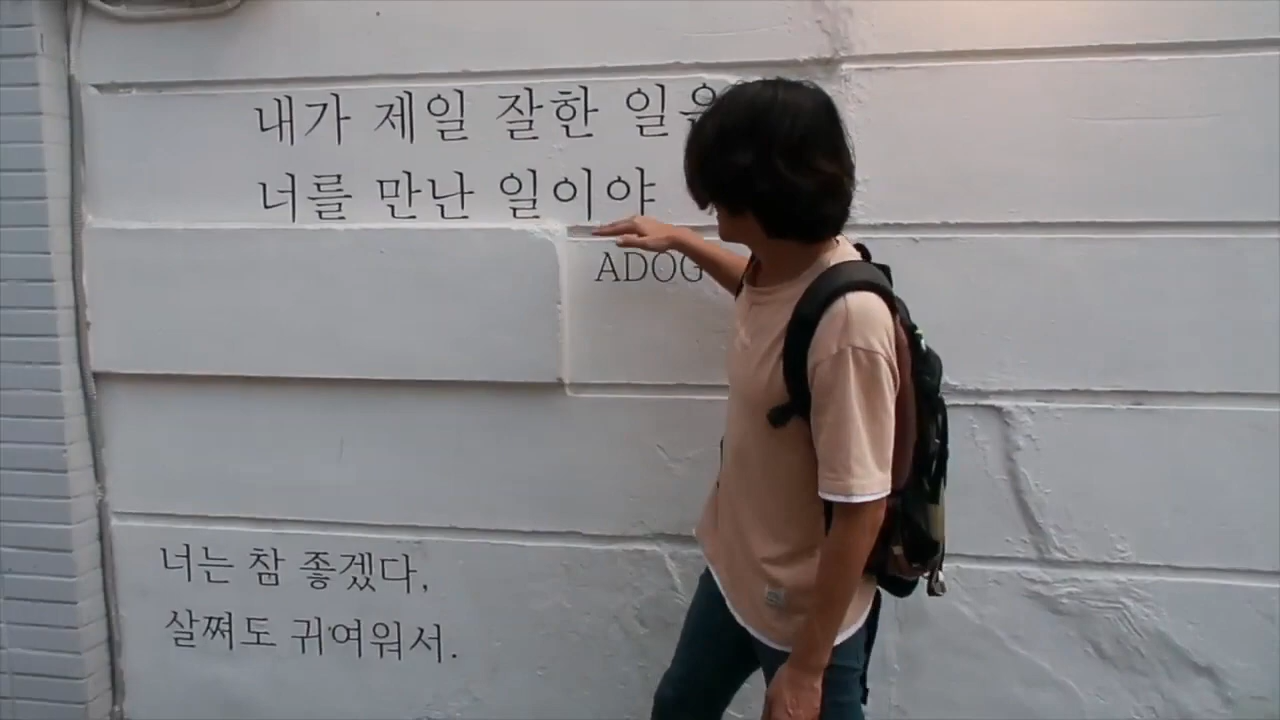 내가 제일 잘한 일은
너를 만난 일이야
ADOG
너는 참 좋겠다,
살쪄도 귀여워서.